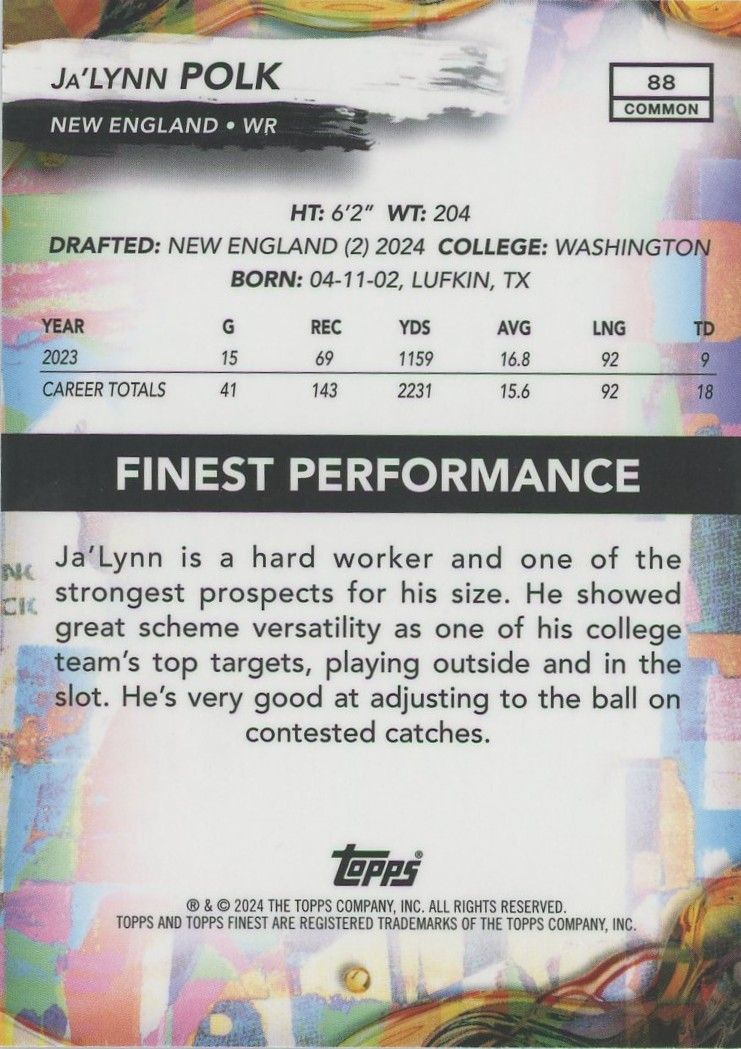 JA'LYNN POLK
88
COMMON
NEW ENGLAND • WR
HT: 6'2" WT: 204
DRAFTED: NEW ENGLAND (2) 2024 COLLEGE: WASHINGTON
BORN: 04-11-02, LUFKIN, TX
YEAR G REC YDS AVG LNG TD
2023 15 69 1159 16.8 92 9
CAREER TOTALS 41 143 2231 15.6 92 18
FINEST PERFORMANCE
Ja'Lynn is a hard worker and one of the
strongest prospects for his size. He showed
great scheme versatility as one of his college
team's top targets, playing outside and in the
slot. He's very good at adjusting to the ball on
contested catches.
Topps®
® & © 2024 THE TOPPS COMPANY, INC. ALL RIGHTS RESERVED.
TOPPS AND TOPPS FINEST ARE REGISTERED TRADEMARKS OF THE TOPPS COMPANY, INC.